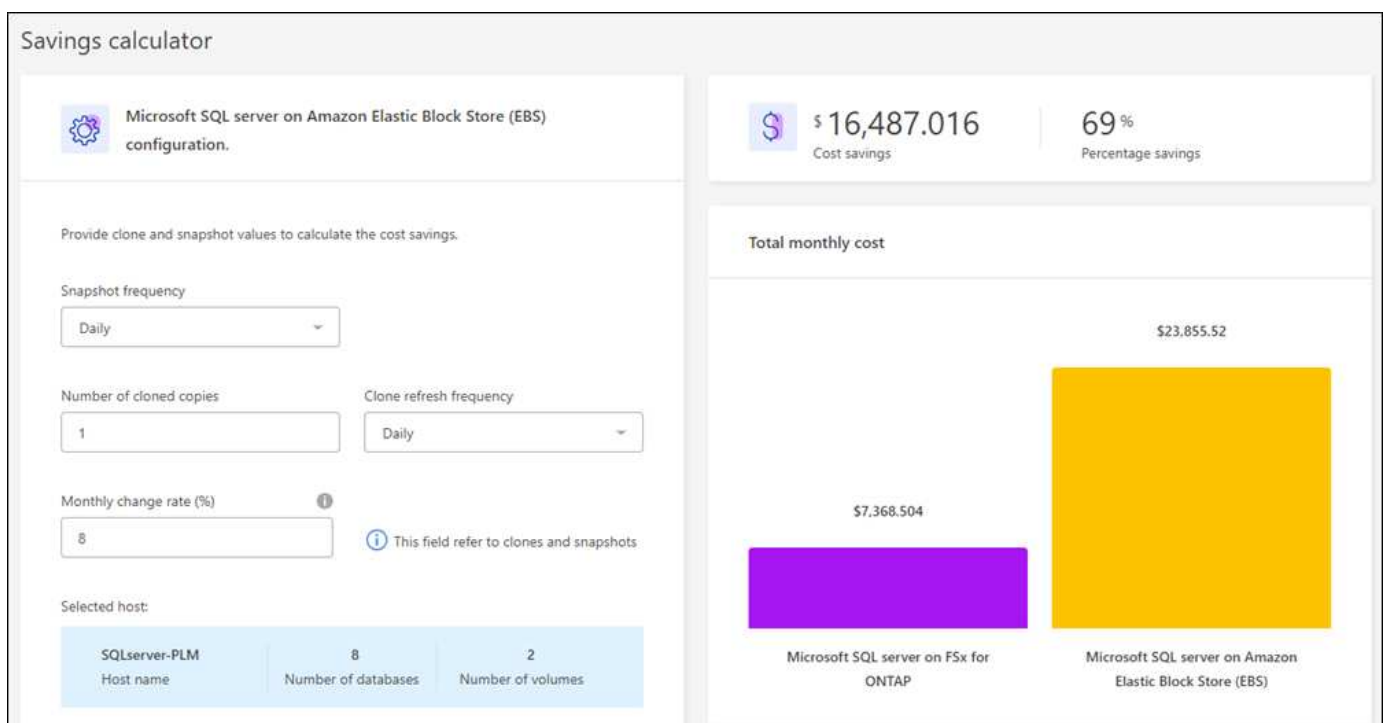 Savings calculator
Microsoft SQL server on Amazon Elastic Block Store (EBS)
configuration.
Provide clone and snapshot values to calculate the cost savings.
Snapshot frequency
Daily
Number of cloned copies
Clone refresh frequency
1
Daily
Monthly change rate (%)
8
This field refer to clones and snapshots
Selected host:
SQLserver-PLM
Host name
8
Number of databases
2
Number of volumes
$ 16,487.016
Cost savings
69 %
Percentage savings
Total monthly cost
$7,368.504
$23,855.52
Microsoft SQL server on FSx for
ONTAP
Microsoft SQL server on Amazon
Elastic Block Store (EBS)